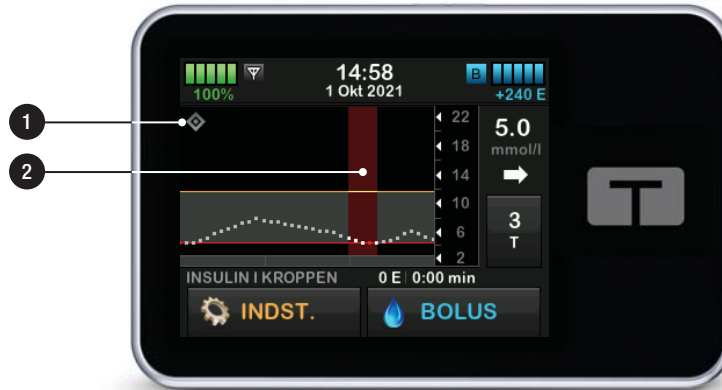 1
2
14:58
B
100%
1 Okt 2021
+240 E
22
18
14
10
6
2
5.0
mmol/l
3
T
INSULIN I KROPPEN 0 E 0:00 min
INDST.
BOLUS
T